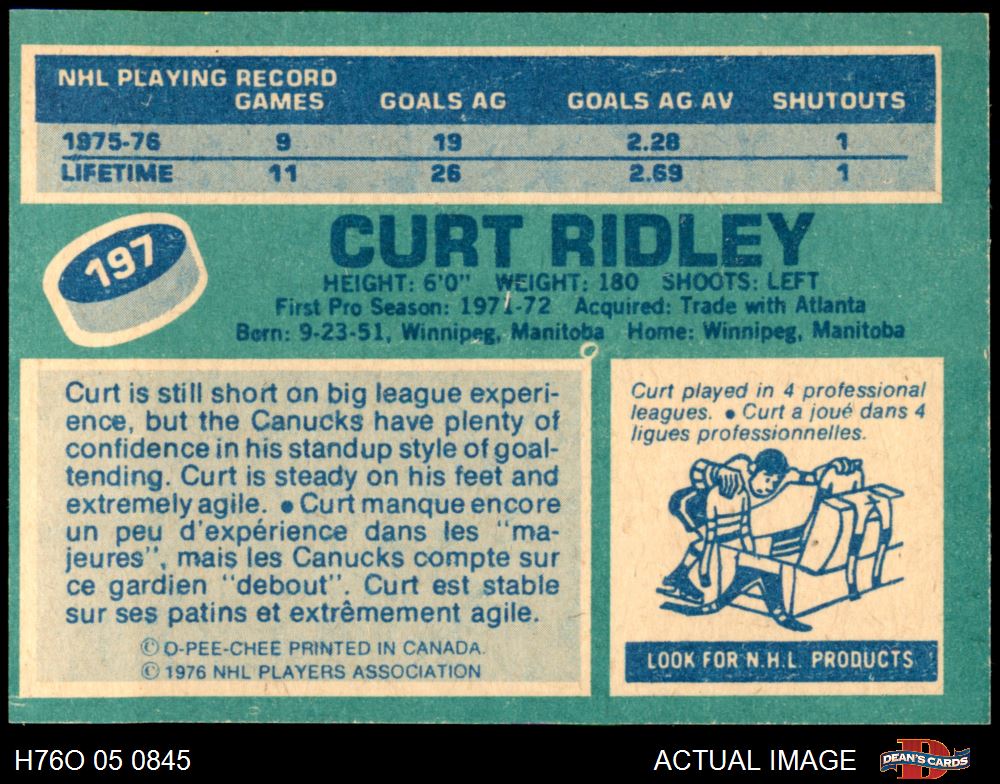 NHL PLAYING RECORD
GAMES GOALS AG GOALS AG AV SHUTOUTS
1975-76 9 19 2.28 1
LIFETIME 11 26 2.69 1
197
CURT RIDLEY
HEIGHT: 6'0" WEIGHT: 180 SHOOTS: LEFT
First Pro Season: 1971-72 Acquired: Trade with Atlanta
Born: 9-23-51, Winnipeg, Manitoba Home: Winnipeg, Manitoba
Curt is still short on big league experi-
ence, but the Canucks have plenty of
confidence in his standup style of goal-
tending. Curt is steady on his feet and
extremely agile. • Curt manque encore
un peu d'expérience dans les "ma-
jeures", mais les Canucks compte sur
ce gardien "debout". Curt est stable
sur ses patins et extrêmement agile.
© O-PEE-CHEE PRINTED IN CANADA.
© 1976 NHL PLAYERS ASSOCIATION
Curt played in 4 professional
leagues. • Curt a joué dans 4
ligues professionnelles.
LOOK FOR N.H.L. PRODUCTS
H76O 05 0845
ACTUAL IMAGE
D
DEAN'S CARDS